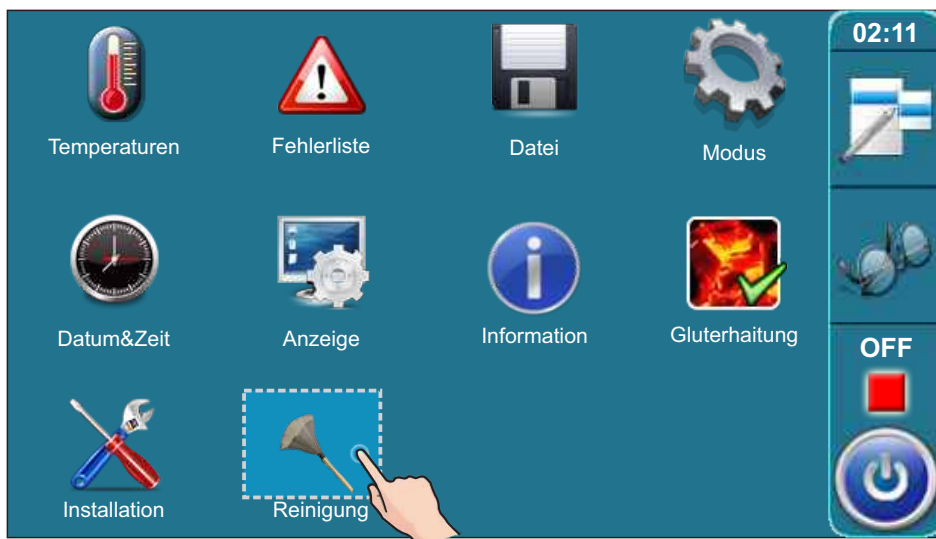 02:11
Temperaturen
Fehlerliste
Datei
Modus
Datum&Zeit
Anzeige
Information
Gluterhaitung
OFF
Installation
Reinigung